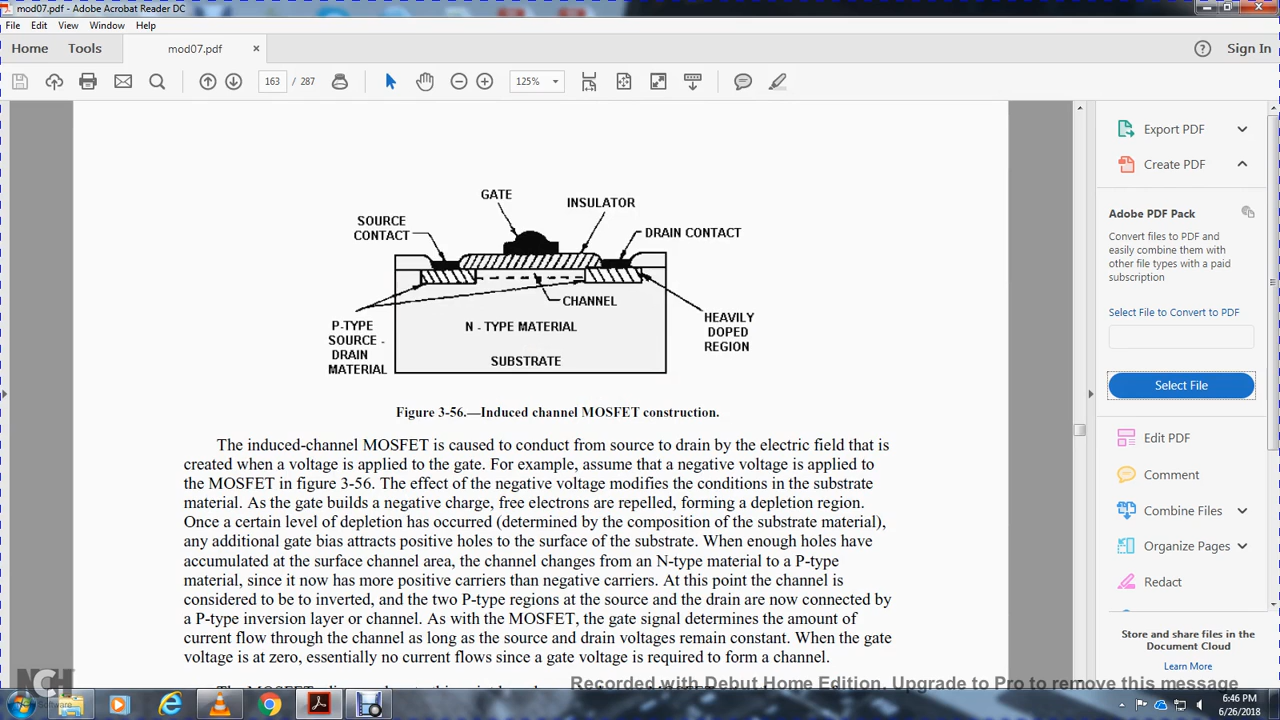 mod07.pdf - Adobe Acrobat Reader DC
File Edit View Window Help
Home Tools mod07.pdf × Sign In
163 / 287 125%
GATE
INSULATOR
SOURCE
CONTACT
DRAIN CONTACT
CHANNEL
P-TYPE
SOURCE -
DRAIN
MATERIAL
N - TYPE MATERIAL
SUBSTRATE
HEAVILY
DOPED
REGION
Figure 3-56.—Induced channel MOSFET construction.
The induced-channel MOSFET is caused to conduct from source to drain by the electric field that is
created when a voltage is applied to the gate. For example, assume that a negative voltage is applied to
the MOSFET in figure 3-56. The effect of the negative voltage modifies the conditions in the substrate
material. As the gate builds a negative charge, free electrons are repelled, forming a depletion region.
Once a certain level of depletion has occurred (determined by the composition of the substrate material),
any additional gate bias attracts positive holes to the surface of the substrate. When enough holes have
accumulated at the surface channel area, the channel changes from an N-type material to a P-type
material, since it now has more positive carriers than negative carriers. At this point the channel is
considered to be to inverted, and the two P-type regions at the source and the drain are now connected by
a P-type inversion layer or channel. As with the MOSFET, the gate signal determines the amount of
current flow through the channel as long as the source and drain voltages remain constant. When the gate
voltage is at zero, essentially no current flows since a gate voltage is required to form a channel.
Export PDF
Create PDF
Adobe PDF Pack
Convert files to PDF and
easily combine them with
other file types with a paid
subscription
Select File to Convert to PDF
Select File
Edit PDF
Comment
Combine Files
Organize Pages
Redact
Store and share files in the
Document Cloud
Learn More
Recorded with Debut Home Edition. Upgrade to Pro to remove this message
NCH
Software
6:46 PM
6/26/2018